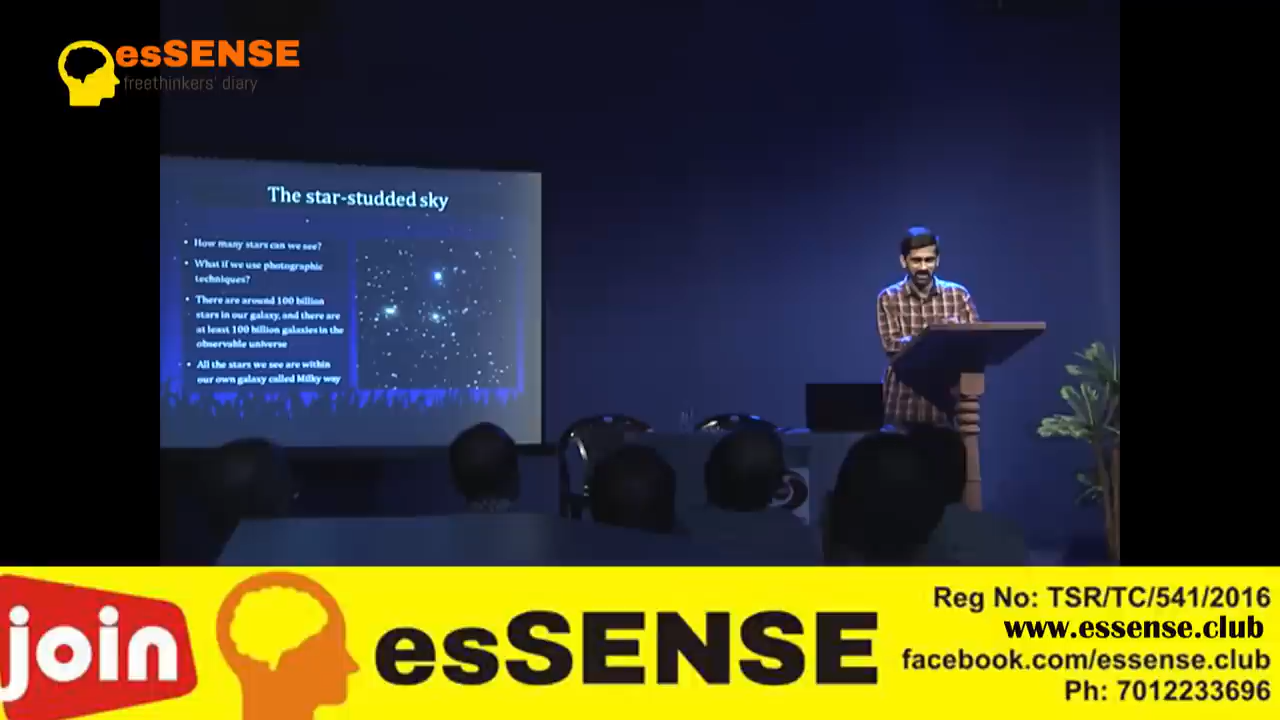 esSENSE
freethinkers' diary
The star-studded sky
• How many stars can we see?
• What if we use photographic
techniques?
• There are around 100 billion
stars in our galaxy, and there are
at least 100 billion galaxies in the
observable universe
• All the stars we see are within
our own galaxy called Milky way
join
esSENSE
Reg No: TSR/TC/541/2016
www.essense.club
facebook.com/essense.club
Ph: 7012233696